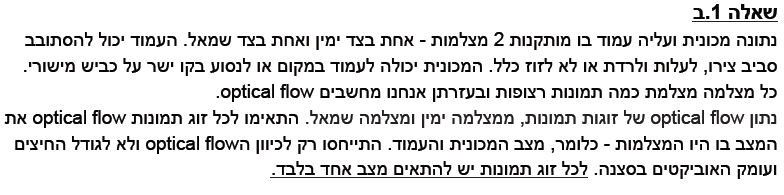 שאלה 1.ב
נתונה מכונית ועליה עמוד בו מותקנות 2 מצלמות - אחת בצד ימין ואחת בצד שמאל. העמוד יכול להסתובב
סביב צירו, לעלות ולרדת או לא לזוז כלל. המכונית יכולה לעמוד במקום או לנסוע בקו ישר על כביש מישורי.
כל מצלמה מצלמת כמה תמונות רצופות ובעזרתן אנחנו מחשבים optical flow.
נתון optical flow של זוגות תמונות, ממצלמה ימין ומצלמה שמאל. התאימו לכל זוג תמונות optical flow את
המצב בו היו המצלמות - כלומר, מצב המכונית והעמוד. התייחסו רק לכיוון הoptical flow ולא לגודל החיצים
ועומק האוביקטים בסצנה. לכל זוג תמונות יש להתאים מצב אחד בלבד.